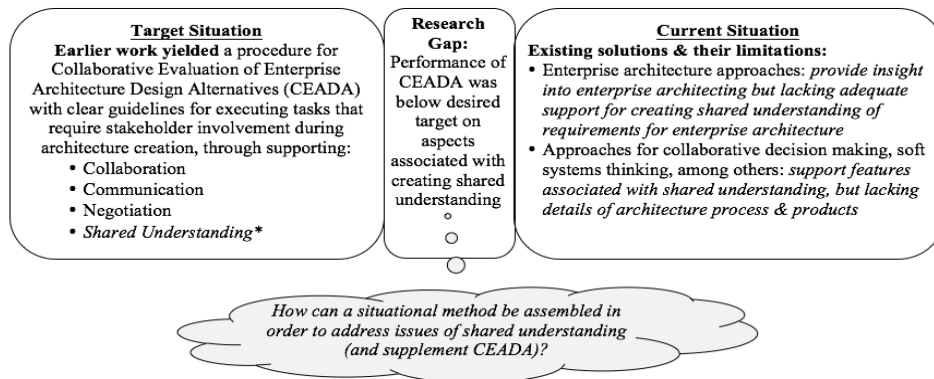 Target Situation
Earlier work yielded a procedure for
Collaborative Evaluation of Enterprise
Architecture Design Alternatives (CEADA)
with clear guidelines for executing tasks that
require stakeholder involvement during
architecture creation, through supporting:
• Collaboration
• Communication
• Negotiation
• Shared Understanding*
Research
Gap:
Performance of
CEADA was
below desired
target on
aspects
associated with
creating shared
understanding
Current Situation
Existing solutions & their limitations:
• Enterprise architecture approaches: provide insight
into enterprise architecting but lacking adequate
support for creating shared understanding of
requirements for enterprise architecture
• Approaches for collaborative decision making, soft
systems thinking, among others: support features
associated with shared understanding, but lacking
details of architecture process & products
How can a situational method be assembled in
order to address issues of shared understanding
(and supplement CEADA)?